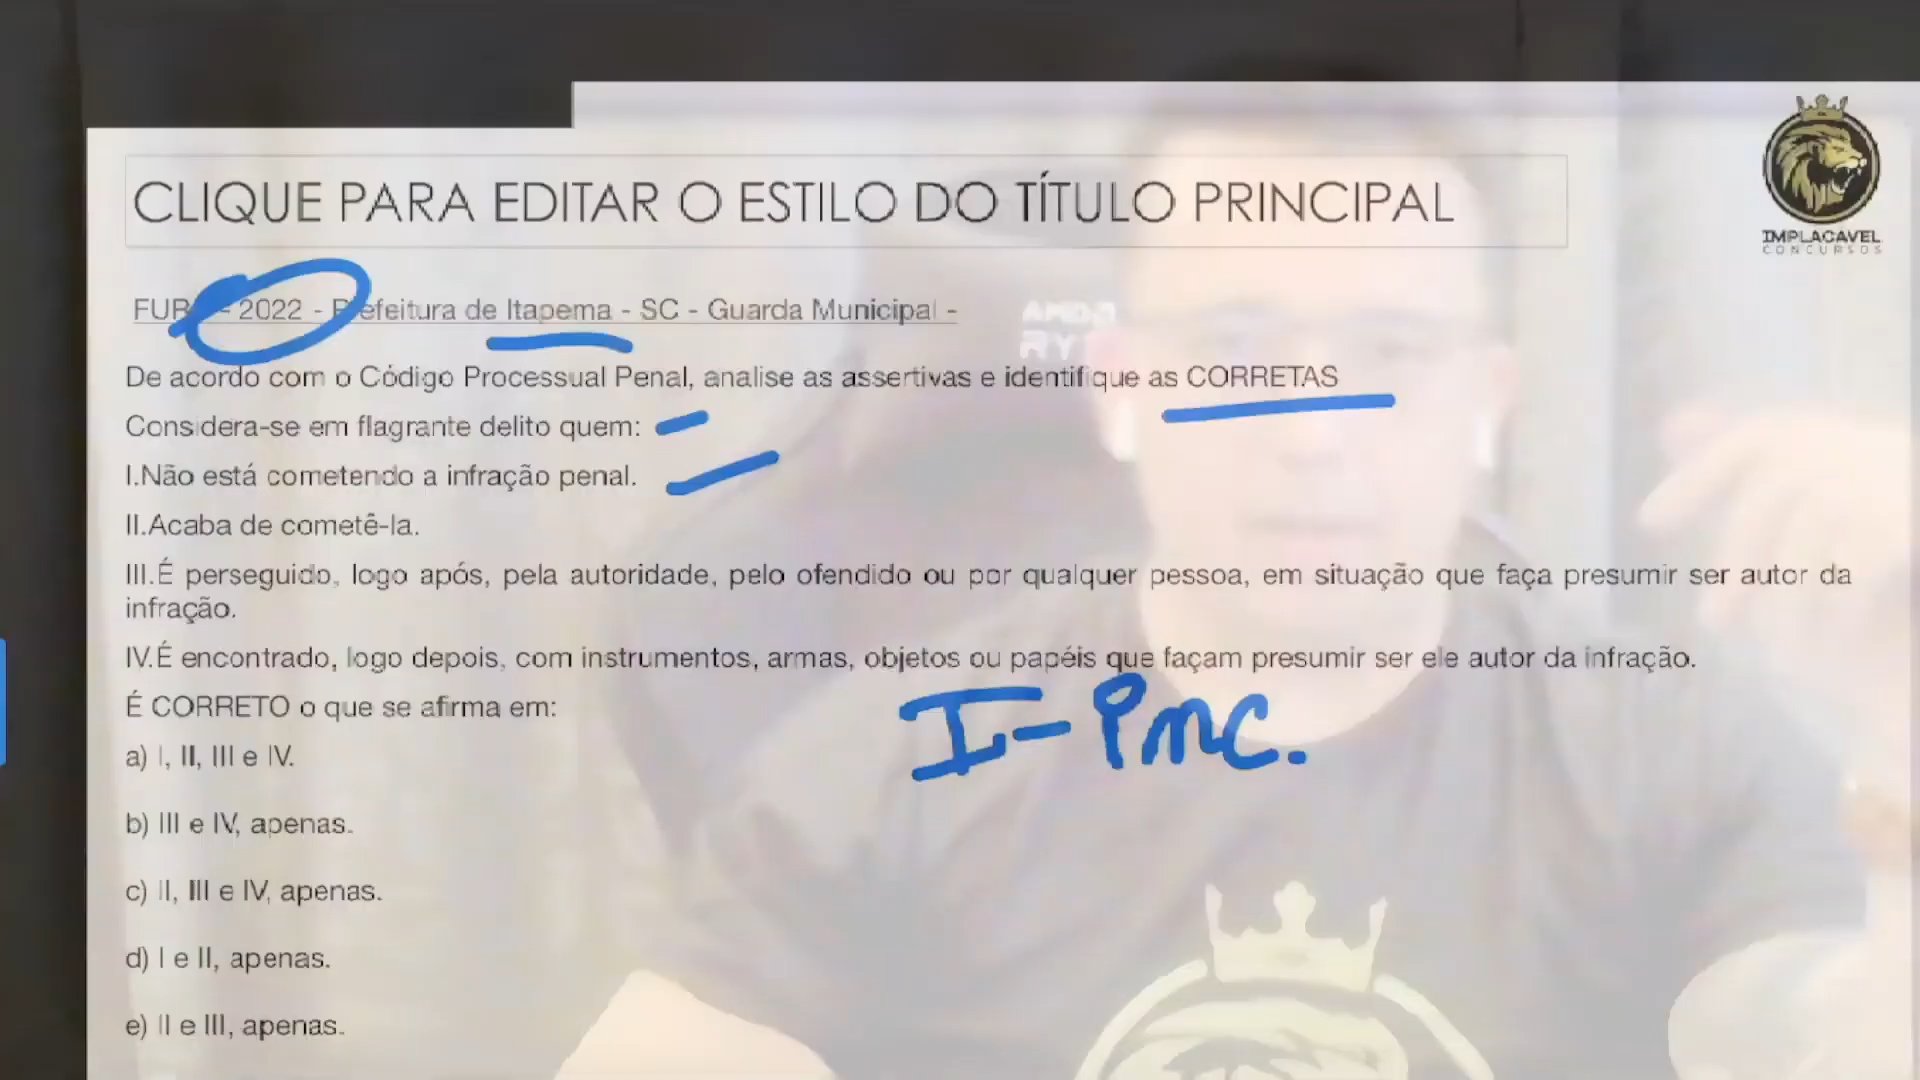 CLIQUE PARA EDITAR O ESTILO DO TÍTULO PRINCIPAL
IMPLACAVEL
CONCURSOS
2022 - Prefeitura de Itapema - SC - Guarda Municipal -
AMD
RY
De acordo com o Código Processual Penal, analise as assertivas e identifique as CORRETAS
Considera-se em flagrante delito quem:
I.Não está cometendo a infração penal.
II.Acaba de cometê-la.
III.É perseguido, logo após, pela autoridade, pelo ofendido ou por qualquer pessoa, em situação que faça presumir ser autor da
infração.
IV.É encontrado, logo depois, com instrumentos, armas, objetos ou papéis que façam presumir ser ele autor da infração.
É CORRETO o que se afirma em:
I- inc.
a) I, II, III e IV.
b) III e IV, apenas.
c) II, III e IV, apenas.
d) I e II, apenas.
e) II e III, apenas.